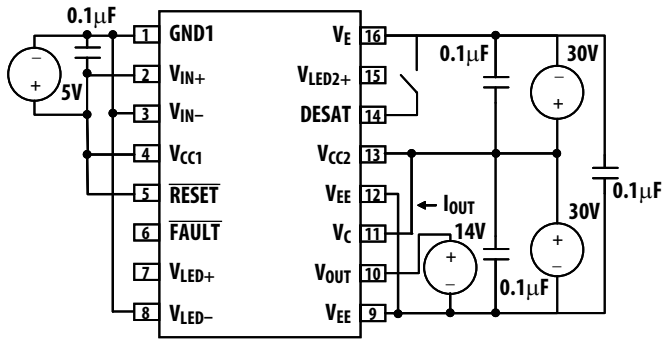 0.1μF
1 GND1
VE 16
− + 5V
2 VIN+
VLED2+ 15
0.1μF
30V
− +
3 VIN-
DESAT 14
4 VCC1
VCC2 13
5 RESET
VEE 12
IOUT
0.1μF
6 FAULT
VC 11
14V
30V
+ −
7 VLED+
VOUT 10
+ −
0.1μF
8 VLED-
VEE 9